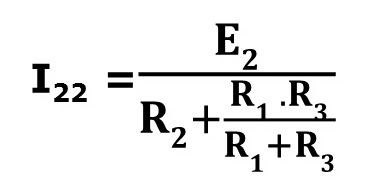 I₂₂ = E₂ / (R₂ + (R₁ .R₃) / (R₁+R₃))